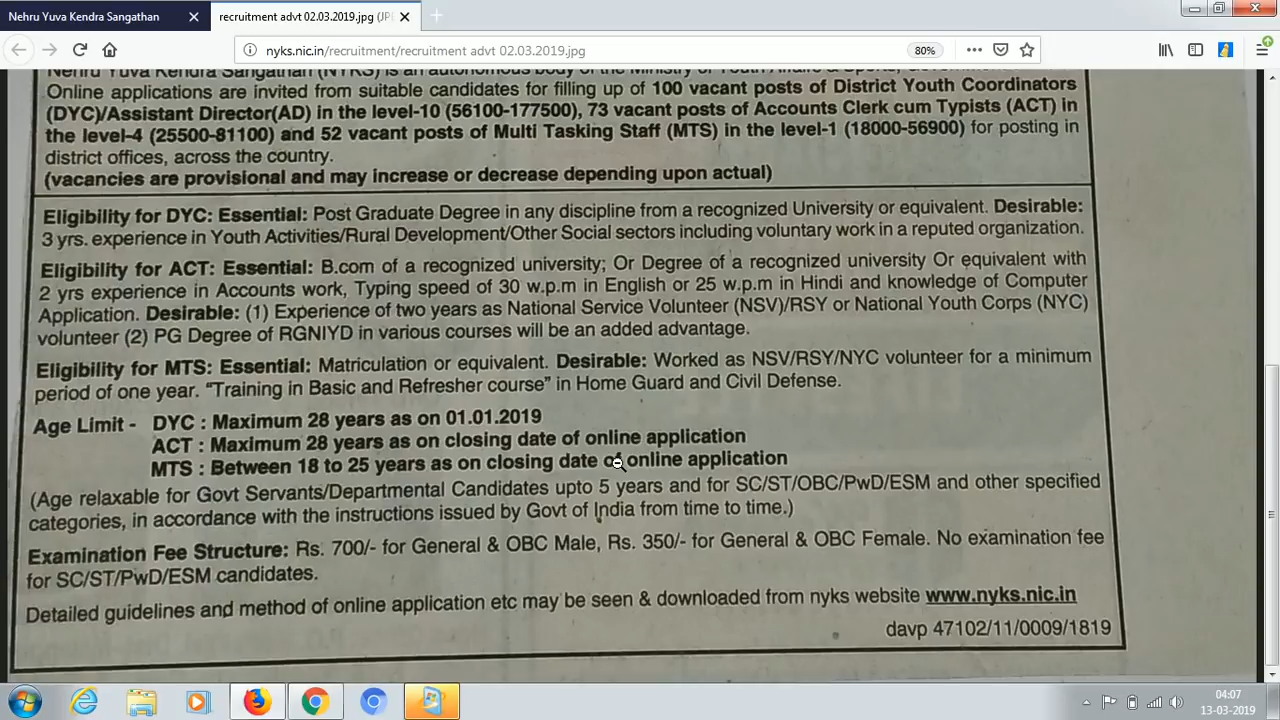 Nehru Yuva Kendra Sangathan
recruitment advt 02.03.2019.jpg (JP
nyks.nic.in/recruitment/recruitment advt 02.03.2019.jpg
80%
Nehru Yuva Kendra Sangathan (NYKS) is an autonomous body of the Ministry of Youth Affairs & Sports,
Online applications are invited from suitable candidates for filling up of 100 vacant posts of District Youth Coordinators
(DYC)/Assistant Director(AD) in the level-10 (56100-177500), 73 vacant posts of Accounts Clerk cum Typists (ACT) in
the level-4 (25500-81100) and 52 vacant posts of Multi Tasking Staff (MTS) in the level-1 (18000-56900) for posting in
district offices, across the country.
(vacancies are provisional and may increase or decrease depending upon actual)
Eligibility for DYC: Essential: Post Graduate Degree in any discipline from a recognized University or equivalent. Desirable:
3 yrs. experience in Youth Activities/Rural Development/Other Social sectors including voluntary work in a reputed organization.
Eligibility for ACT: Essential: B.com of a recognized university; Or Degree of a recognized university Or equivalent with
2 yrs experience in Accounts work, Typing speed of 30 w.p.m in English or 25 w.p.m in Hindi and knowledge of Computer
Application. Desirable: (1) Experience of two years as National Service Volunteer (NSV)/RSY or National Youth Corps (NYC)
volunteer (2) PG Degree of RGNIYD in various courses will be an added advantage.
Eligibility for MTS: Essential: Matriculation or equivalent. Desirable: Worked as NSV/RSY/NYC volunteer for a minimum
period of one year. “Training in Basic and Refresher course” in Home Guard and Civil Defense.
Age Limit - DYC : Maximum 28 years as on 01.01.2019
ACT : Maximum 28 years as on closing date of online application
MTS : Between 18 to 25 years as on closing date of online application
(Age relaxable for Govt Servants/Departmental Candidates upto 5 years and for SC/ST/OBC/PwD/ESM and other specified
categories, in accordance with the instructions issued by Govt of India from time to time.)
Examination Fee Structure: Rs. 700/- for General & OBC Male, Rs. 350/- for General & OBC Female. No examination fee
for SC/ST/PwD/ESM candidates.
Detailed guidelines and method of online application etc may be seen & downloaded from nyks website www.nyks.nic.in
davp 47102/11/0009/1819
04:07
13-03-2019